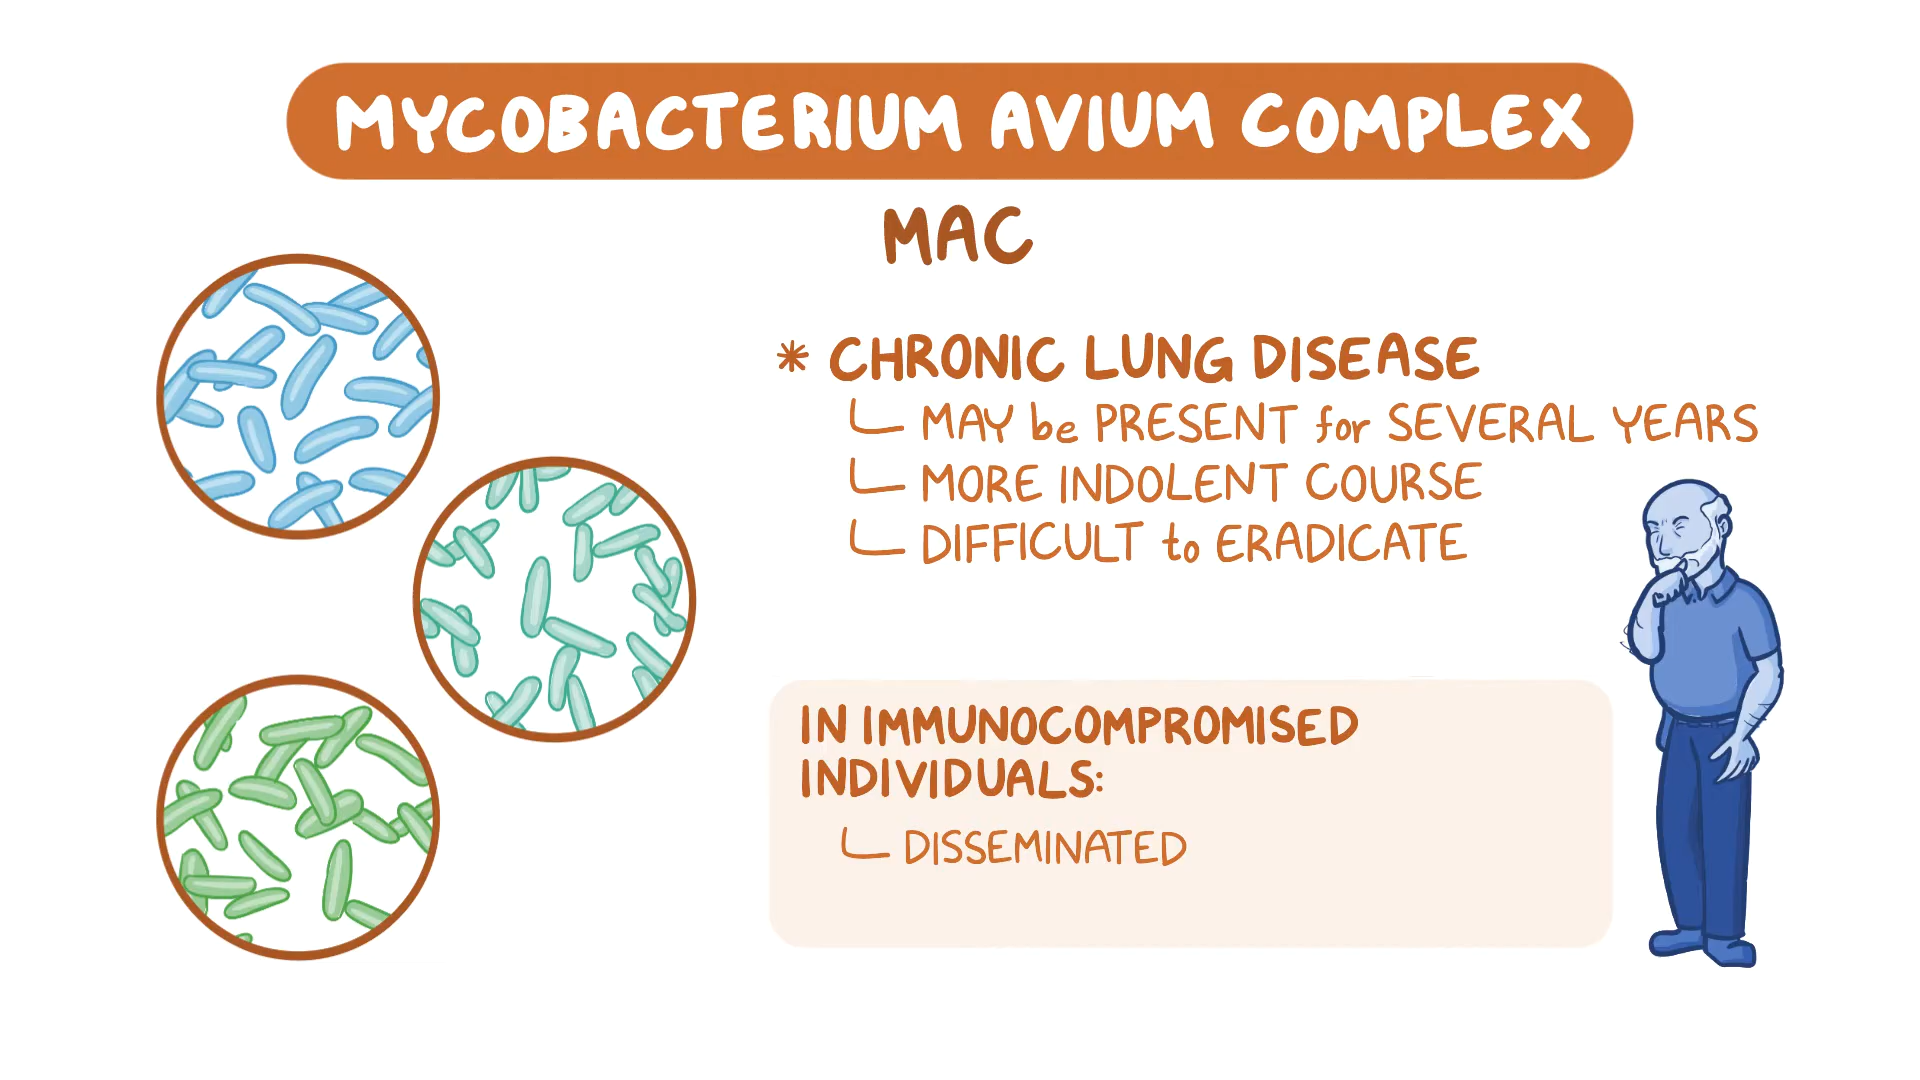 MYCOBACTERIUM AVIUM COMPLEX
MAC
* CHRONIC LUNG DISEASE
MAY be PRESENT for SEVERAL YEARS
MORE INDOLENT COURSE
DIFFICULT to ERADICATE
IN IMMUNOCOMPROMISED
INDIVIDUALS:
DISSEMINATED